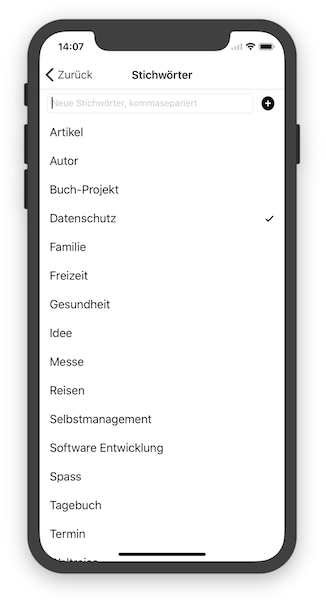 14:07
Zurück Stichwörter
Neue Stichwörter, kommasepariert
Artikel
Autor
Buch-Projekt
Datenschutz
Familie
Freizeit
Gesundheit
Idee
Messe
Reisen
Selbstmanagement
Software Entwicklung
Spass
Tagebuch
Termin